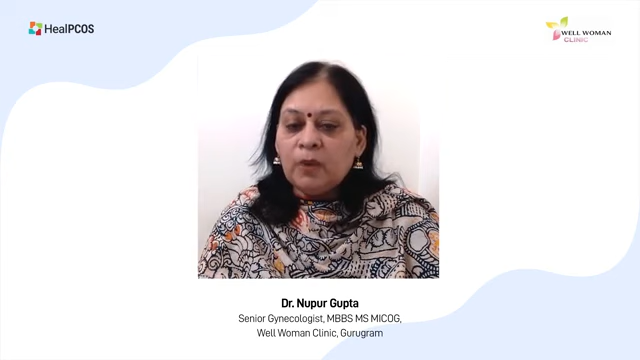 HealPCOS
WELL WOMAN
CLINIC
Dr. Nupur Gupta
Senior Gynecologist, MBBS MS MICOG,
Well Woman Clinic, Gurugram